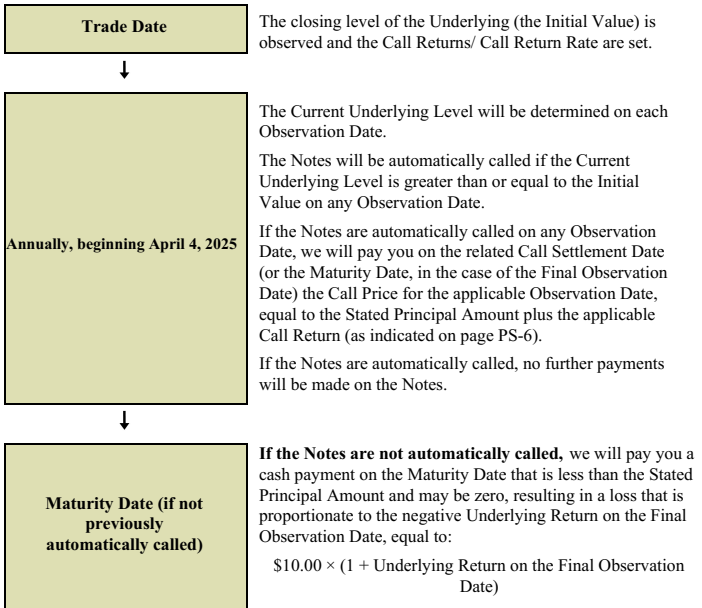 Trade Date
The closing level of the Underlying (the Initial Value) is
observed and the Call Returns/ Call Return Rate are set.
Annually, beginning April 4, 2025
The Current Underlying Level will be determined on each
Observation Date.
The Notes will be automatically called if the Current
Underlying Level is greater than or equal to the Initial
Value on any Observation Date.
If the Notes are automatically called on any Observation
Date, we will pay you on the related Call Settlement Date
(or the Maturity Date, in the case of the Final Observation
Date) the Call Price for the applicable Observation Date,
equal to the Stated Principal Amount plus the applicable
Call Return (as indicated on page PS-6).
If the Notes are automatically called, no further payments
will be made on the Notes.
Maturity Date (if not
previously
automatically called)
If the Notes are not automatically called, we will pay you a
cash payment on the Maturity Date that is less than the Stated
Principal Amount and may be zero, resulting in a loss that is
proportionate to the negative Underlying Return on the Final
Observation Date, equal to:
$10.00 × (1 + Underlying Return on the Final Observation
Date)